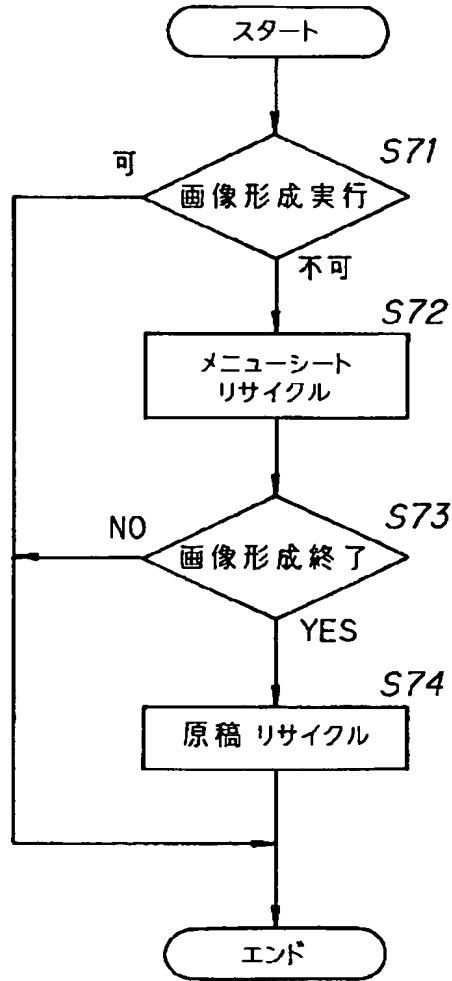 スタート
S71
可
画像形成実行
不可
S72
メニューシート
リサイクル
S73
NO
画像形成終了
YES
S74
原稿 リサイクル
エンド